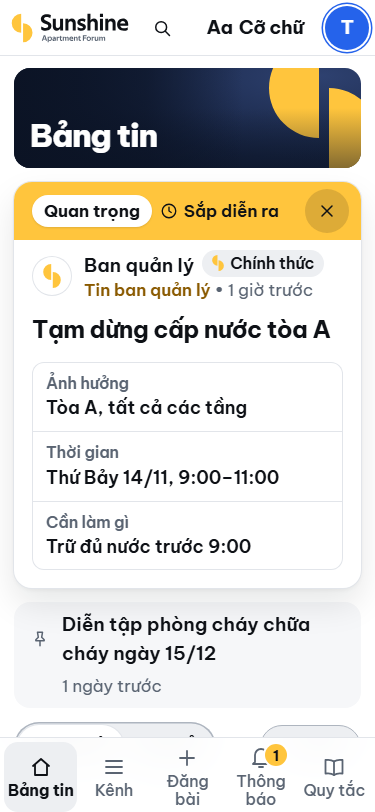 Sunshine
Apartment Forum
Aa Cỡ chữ
T
Bảng tin
Quan trọng
Sắp diễn ra
Ban quản lý
Chính thức
Tin ban quản lý • 1 giờ trước
Tạm dừng cấp nước tòa A
Ảnh hưởng
Tòa A, tất cả các tầng
Thời gian
Thứ Bảy 14/11, 9:00–11:00
Cần làm gì
Trữ đủ nước trước 9:00
Diễn tập phòng cháy chữa
cháy ngày 15/12
1 ngày trước
Bảng tin
Kênh
Đăng
bài
1
Thông
báo
Quy tắc